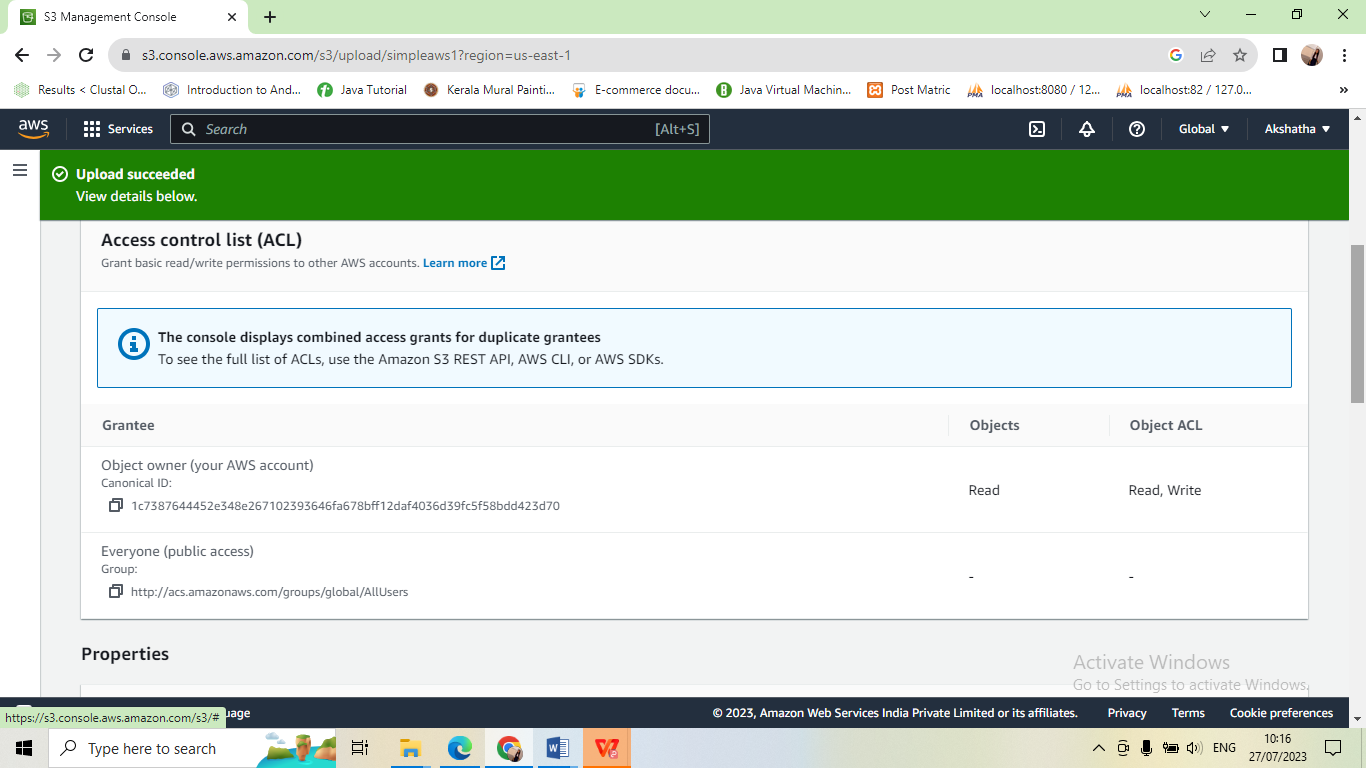 S3 Management Console
s3.console.aws.amazon.com/s3/upload/simpleaws1?region=us-east-1
Results < Clustal O...
Introduction to And...
Java Tutorial
Kerala Mural Painti...
E-commerce docu...
Java Virtual Machin...
Post Matric
localhost:8080 / 12...
localhost:82 / 127.0...
»
aws
Services
Search
[Alt+S]
Global
Akshatha
Upload succeeded
View details below.
Access control list (ACL)
Grant basic read/write permissions to other AWS accounts. Learn more
The console displays combined access grants for duplicate grantees
To see the full list of ACLs, use the Amazon S3 REST API, AWS CLI, or AWS SDKs.
Grantee
Objects
Object ACL
Object owner (your AWS account)
Canonical ID:
1c7387644452e348e267102393646fa678bff12daf4036d39fc5f58bdd423d70
Read
Read, Write
Everyone (public access)
Group:
http://acs.amazonaws.com/groups/global/AllUsers
-
-
Properties
Activate Windows
Go to Settings to activate Windows.
https://s3.console.aws.amazon.com/s3/#
© 2023, Amazon Web Services India Private Limited or its affiliates.
Privacy
Terms
Cookie preferences
Type here to search
ENG
10:16
27/07/2023